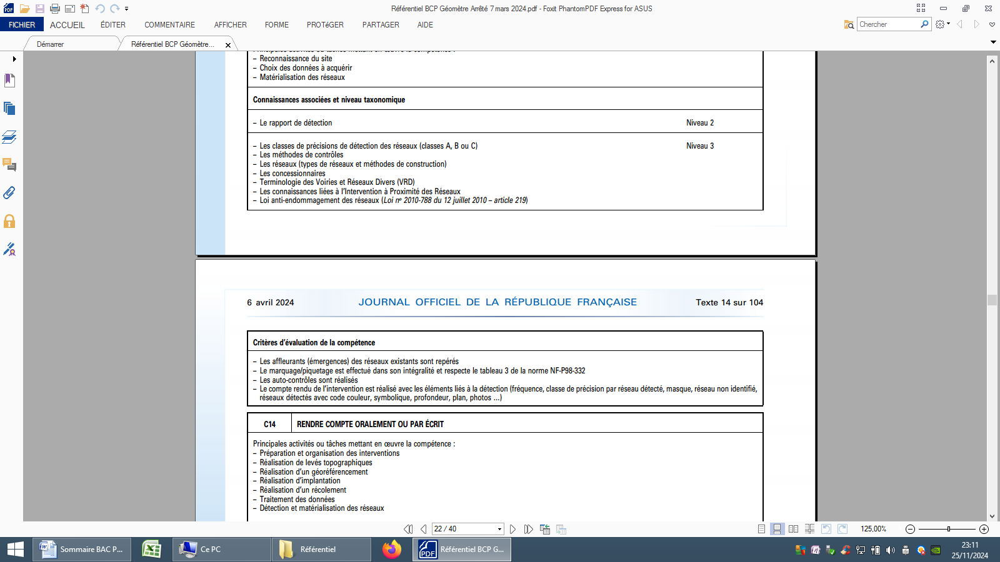 Référentiel BCP Géomètre Arrêté 7 mars 2024.pdf - Foxit PhantomPDF Express for ASUS
FICHIER ACCUEIL ÉDITER COMMENTAIRE AFFICHER FORME PROTéGER PARTAGER AIDE
Chercher
Démarrer
Référentiel BCP Géomètre...
Principales activités ou tâches mettant en œuvre la compétence :
– Reconnaissance du site
– Choix des données à acquérir
– Matérialisation des réseaux
Connaissances associées et niveau taxonomique
– Le rapport de détection Niveau 2
– Les classes de précisions de détection des réseaux (classes A, B ou C) Niveau 3
– Les méthodes de contrôles
– Les réseaux (types de réseaux et méthodes de construction)
– Les concessionnaires
– Terminologie des Voiries et Réseaux Divers (VRD)
– Les connaissances liées à l'Intervention à Proximité des Réseaux
– Loi anti-endommagement des réseaux (Loi nº 2010-788 du 12 juillet 2010 – article 219)
6 avril 2024 JOURNAL OFFICIEL DE LA RÉPUBLIQUE FRANÇAISE Texte 14 sur 104
Critères d'évaluation de la compétence
– Les affleurants (émergences) des réseaux existants sont repérés
– Le marquage/piquetage est effectué dans son intégralité et respecte le tableau 3 de la norme NF-P98-332
– Les auto-contrôles sont réalisés
– Le compte rendu de l'intervention est réalisé avec les éléments liés à la détection (fréquence, classe de précision par réseau détecté, masque, réseau non identifié,
réseaux détectés avec code couleur, symbolique, profondeur, plan, photos ...)
C14 RENDRE COMPTE ORALEMENT OU PAR ÉCRIT
Principales activités ou tâches mettant en œuvre la compétence :
– Préparation et organisation des interventions
– Réalisation de levés topographiques
– Réalisation d'un géoréférencement
– Réalisation d'implantation
– Réalisation d'un récolement
– Traitement des données
– Détection et matérialisation des réseaux
22 / 40
125,00%
Sommaire BAC P...
Ce PC
Référentiel
Référentiel BCP G...
23:11
25/11/2024